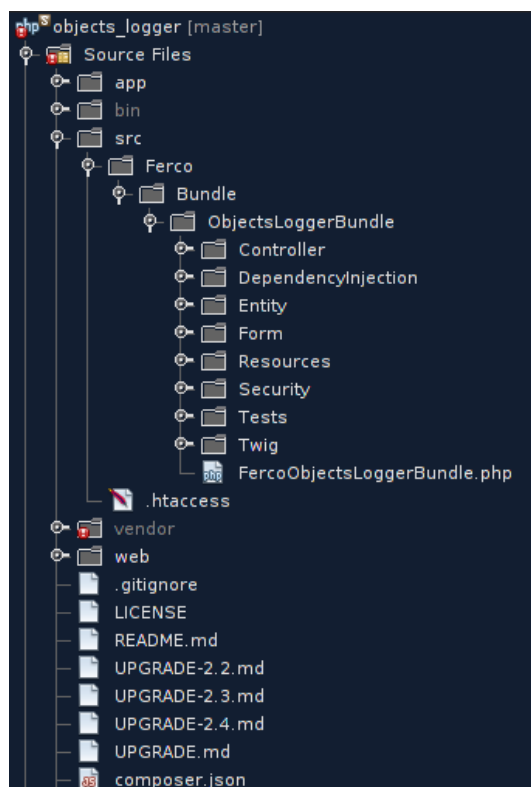 objects_logger [master]
Source Files
app
bin
src
Ferco
Bundle
ObjectsLoggerBundle
Controller
DependencyInjection
Entity
Form
Resources
Security
Tests
Twig
FercoObjectsLoggerBundle.php
.htaccess
vendor
web
.gitignore
LICENSE
README.md
UPGRADE-2.2.md
UPGRADE-2.3.md
UPGRADE-2.4.md
UPGRADE.md
composer.json